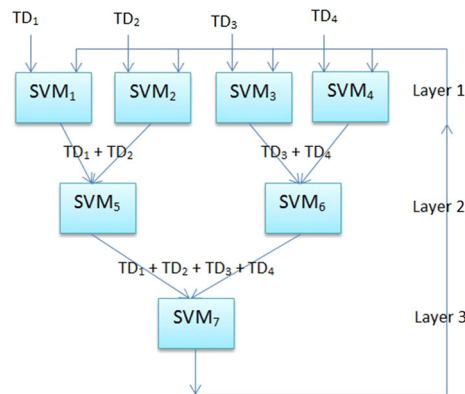 TD₁ TD₂ TD₃ TD₄
SVM₁ SVM₂ SVM₃ SVM₄ Layer 1
TD₁ + TD₂ TD₃ + TD₄
SVM₅ SVM₆ Layer 2
TD₁ + TD₂ + TD₃ + TD₄
SVM₇ Layer 3